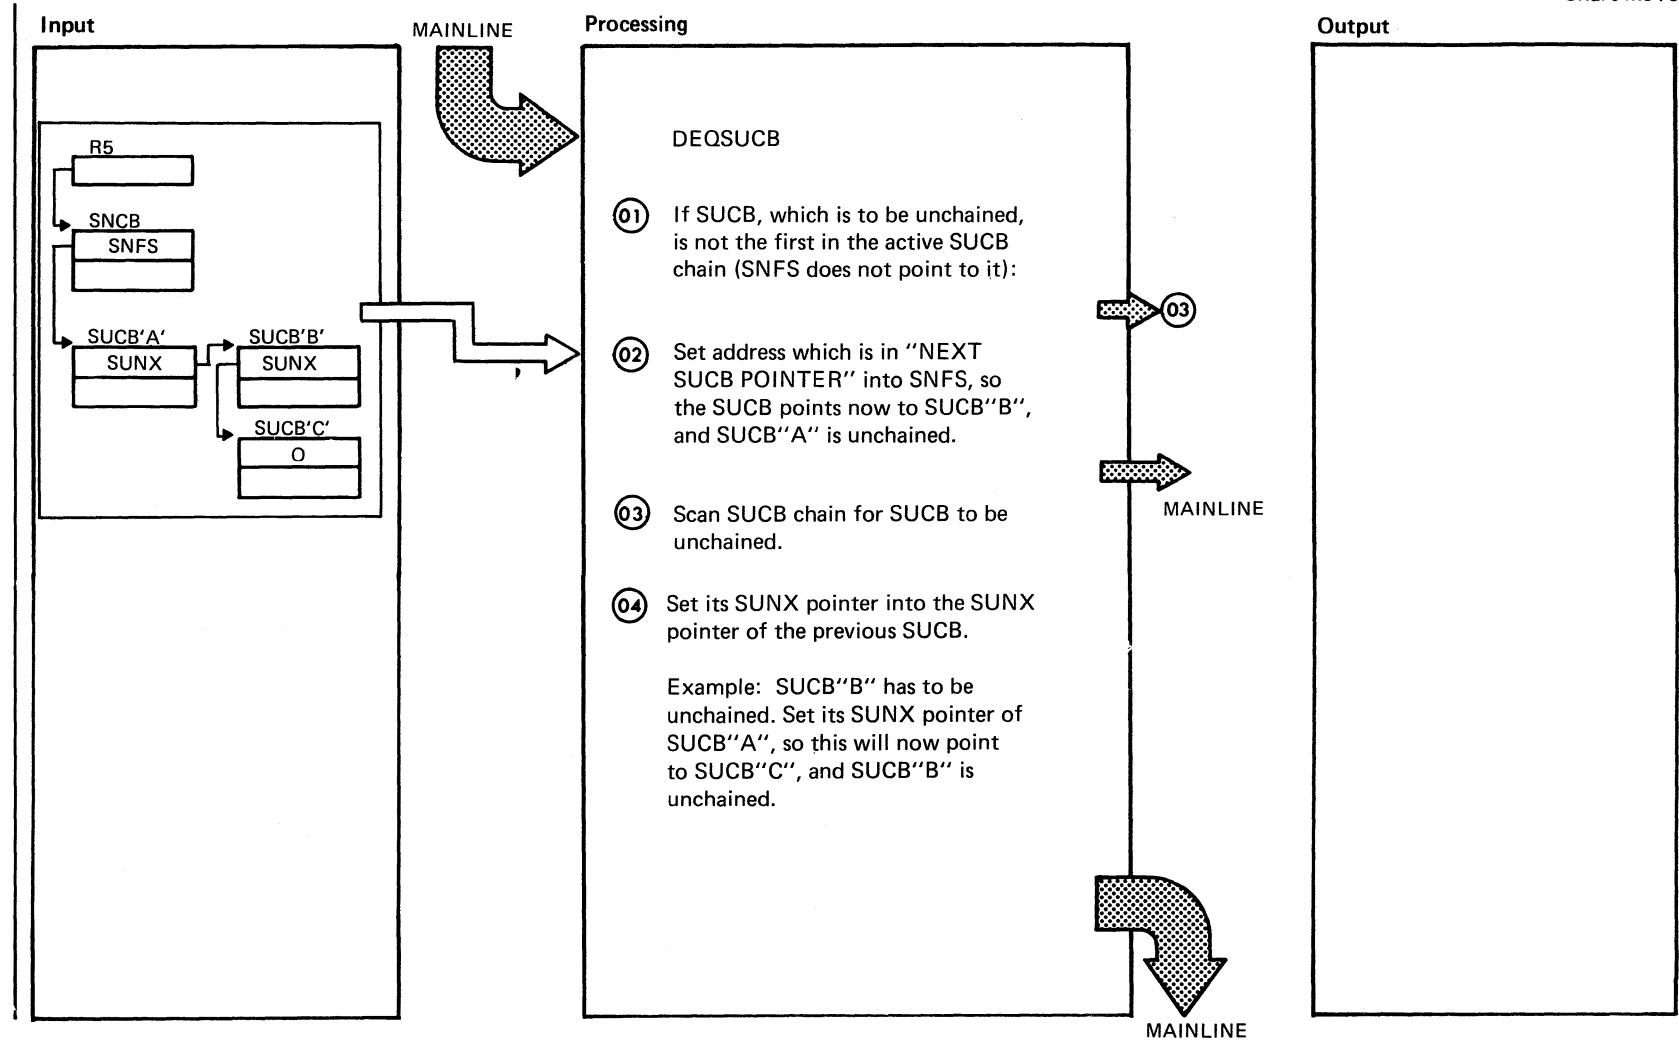 Input
MAINLINE
Processing
Output
R5
SNCB
SNFS
SUCB'A'
SUCB'B'
SUNX
SUNX
SUCB'C'
O
DEQSUCB
01 If SUCB, which is to be unchained,
is not the first in the active SUCB
chain (SNFS does not point to it):
03
02 Set address which is in "NEXT
SUCB POINTER" into SNFS, so
the SUCB points now to SUCB"B",
and SUCB"A" is unchained.
MAINLINE
03 Scan SUCB chain for SUCB to be
unchained.
04 Set its SUNX pointer into the SUNX
pointer of the previous SUCB.
Example: SUCB"B" has to be
unchained. Set its SUNX pointer of
SUCB"A", so this will now point
to SUCB"C", and SUCB"B" is
unchained.
MAINLINE